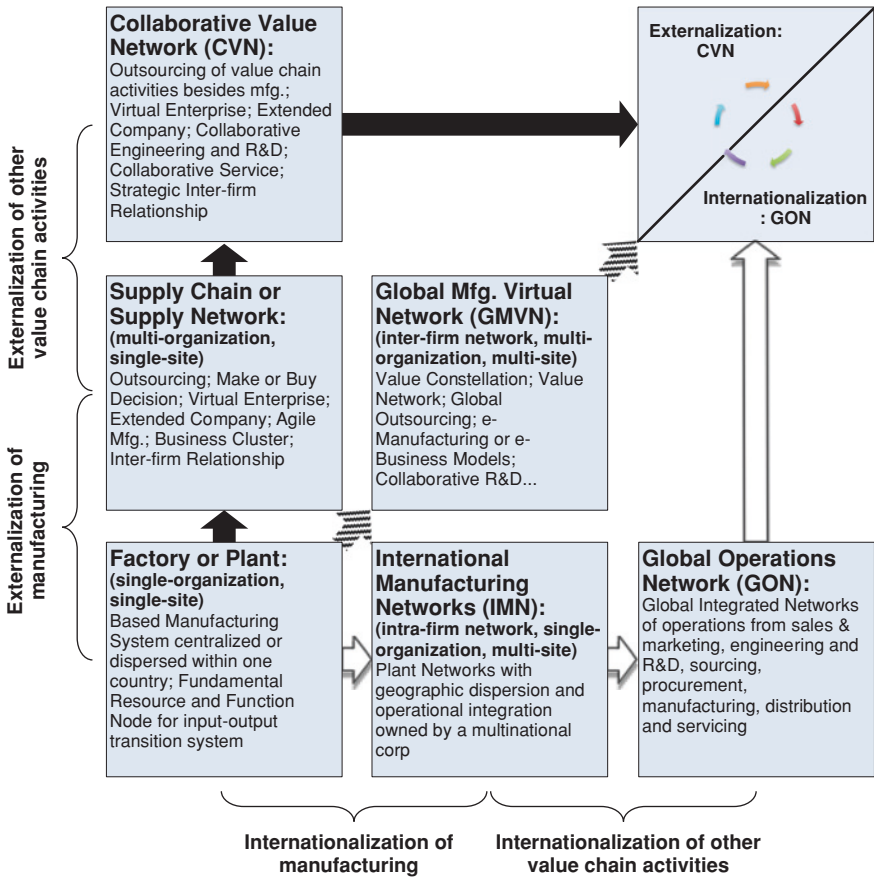 Collaborative Value
Network (CVN):
Outsourcing of value chain
activities besides mfg.;
Virtual Enterprise; Extended
Company; Collaborative
Engineering and R&D;
Collaborative Service;
Strategic Inter-firm
Relationship
Externalization:
CVN
Internationalization
: GON
Externalization of other
value chain activities
Supply Chain or
Supply Network:
(multi-organization,
single-site)
Outsourcing; Make or Buy
Decision; Virtual Enterprise;
Extended Company; Agile
Mfg.; Business Cluster;
Inter-firm Relationship
Global Mfg. Virtual
Network (GMVN):
(inter-firm network, multi-
organization, multi-site)
Value Constellation; Value
Network; Global
Outsourcing; e-
Manufacturing or e-
Business Models;
Collaborative R&D...
Externalization of
manufacturing
Factory or Plant:
(single-organization,
single-site)
Based Manufacturing
System centralized or
dispersed within one
country; Fundamental
Resource and Function
Node for input-output
transition system
International
Manufacturing
Networks (IMN):
(intra-firm network, single-
organization, multi-site)
Plant Networks with
geographic dispersion and
operational integration
owned by a multinational
corp
Global Operations
Network (GON):
Global Integrated Networks
of operations from sales &
marketing, engineering and
R&D, sourcing,
procurement,
manufacturing, distribution
and servicing
Internationalization of
manufacturing
Internationalization of other
value chain activities